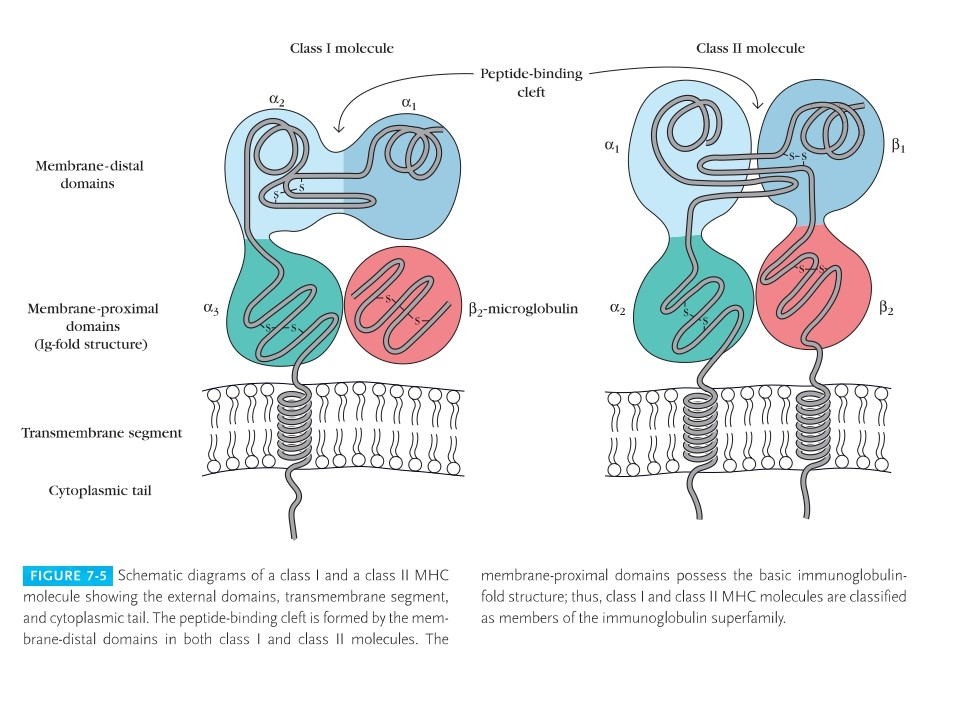 Class I molecule
Class II molecule
Peptide-binding
cleft
α2
α1
α1
β1
Membrane-distal
domains
S
S
S–S
Membrane-proximal
domains
(Ig-fold structure)
α3
β2-microglobulin
α2
β2
S
S
S
S
S
S
S
S
Transmembrane segment
Cytoplasmic tail
FIGURE 7-5 Schematic diagrams of a class I and a class II MHC
molecule showing the external domains, transmembrane segment,
and cytoplasmic tail. The peptide-binding cleft is formed by the mem-
brane-distal domains in both class I and class II molecules. The
membrane-proximal domains possess the basic immunoglobulin-
fold structure; thus, class I and class II MHC molecules are classified
as members of the immunoglobulin superfamily.